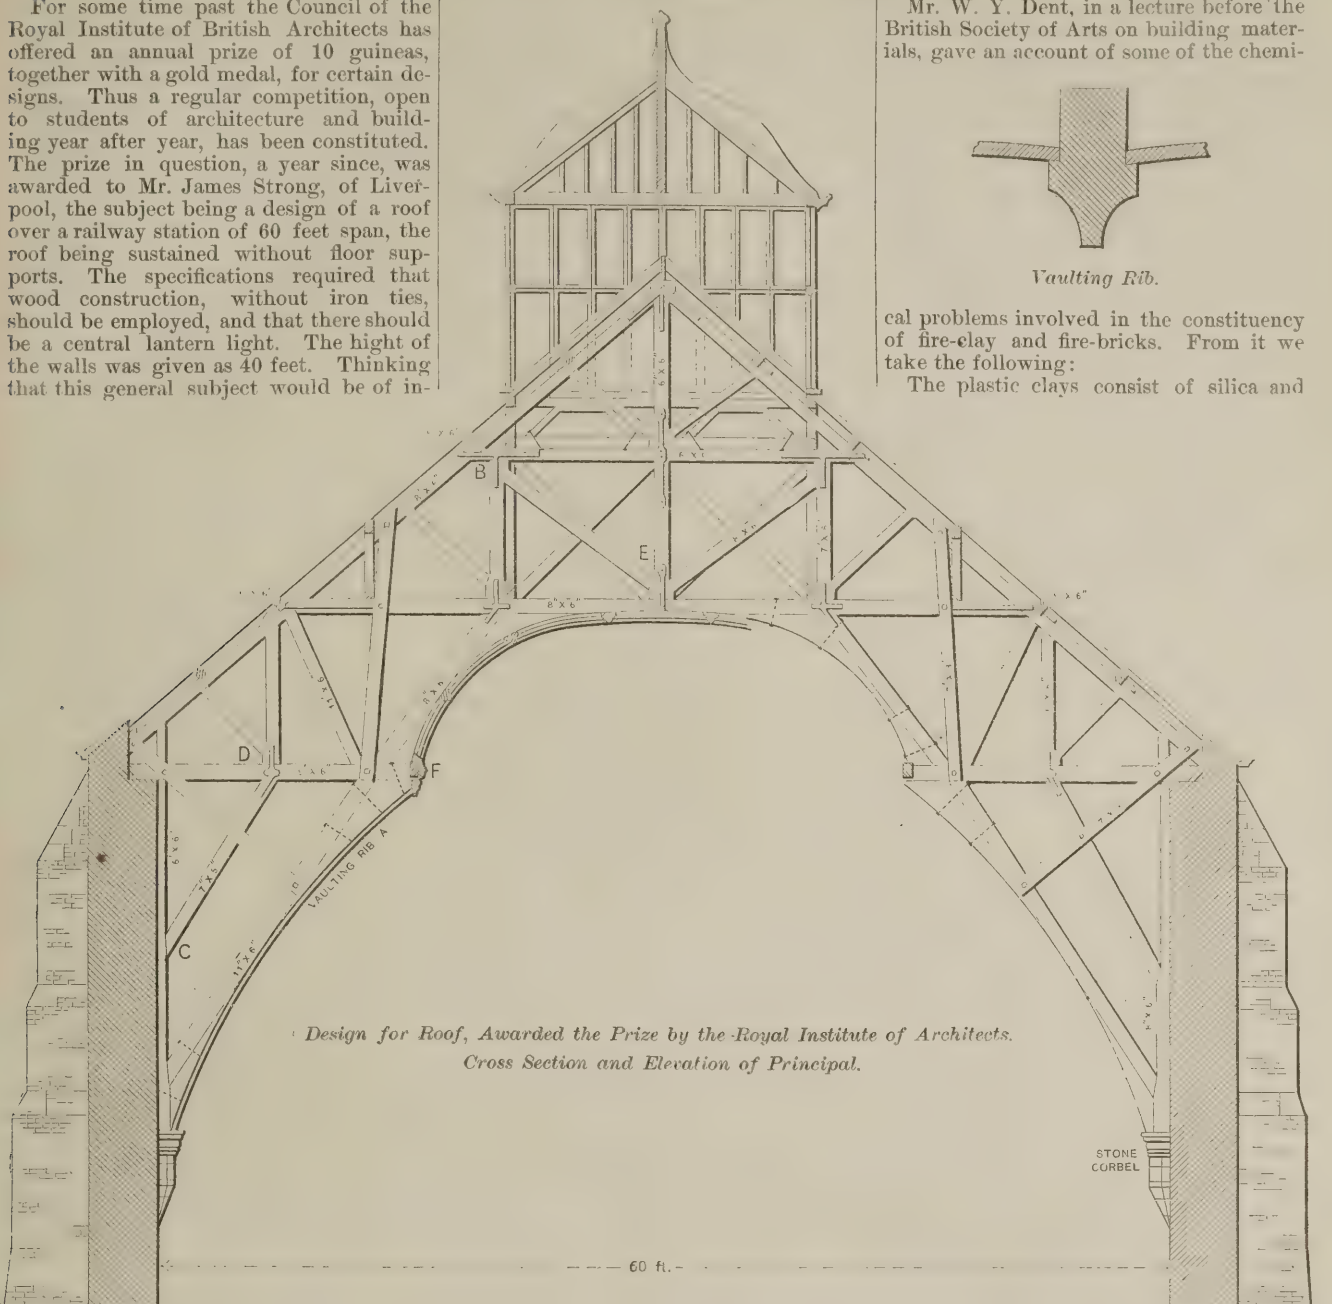 For some time past the Council of the
Royal Institute of British Architects has
offered an annual prize of 10 guineas,
together with a gold medal, for certain de-
signs. Thus a regular competition, open
to students of architecture and build-
ing year after year, has been constituted.
The prize in question, a year since, was
awarded to Mr. James Strong, of Liver-
pool, the subject being a design of a roof
over a railway station of 60 feet span, the
roof being sustained without floor sup-
ports. The specifications required that
wood construction, without iron ties,
should be employed, and that there should
be a central lantern light. The hight of
the walls was given as 40 feet. Thinking
that this general subject would be of in-
Mr. W. Y. Dent, in a lecture before the
British Society of Arts on building mater-
ials, gave an account of some of the chemi-
Vaulting Rib.
cal problems involved in the constituency
of fire-clay and fire-bricks. From it we
take the following:
The plastic clays consist of silica and
6"X6"
B
8"X6"
E
8"X6"
D
F
6"X6"
7"X6"
VAULTING RIB A
C
11"X6"
Design for Roof, Awarded the Prize by the Royal Institute of Architects.
Cross Section and Elevation of Principal.
STONE
CORBEL
60 ft.